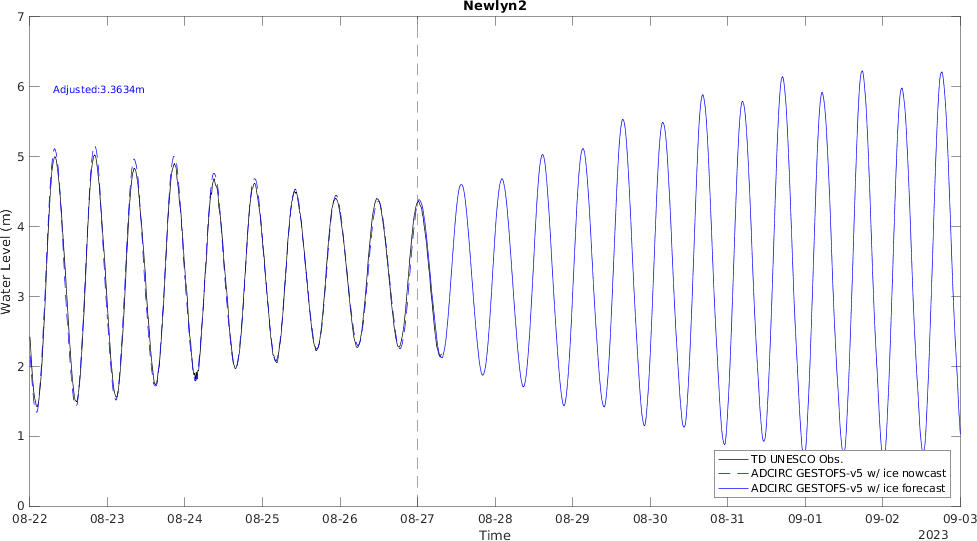 Newlyn2
7
6
5
4
3
2
1
0
Water Level (m)
Adjusted:3.3634m
TD UNESCO Obs.
ADCIRC GESTOFS-v5 w/ ice nowcast
ADCIRC GESTOFS-v5 w/ ice forecast
08-22 08-23 08-24 08-25 08-26 08-27 08-28 08-29 08-30 08-31 09-01 09-02 09-03
Time
2023